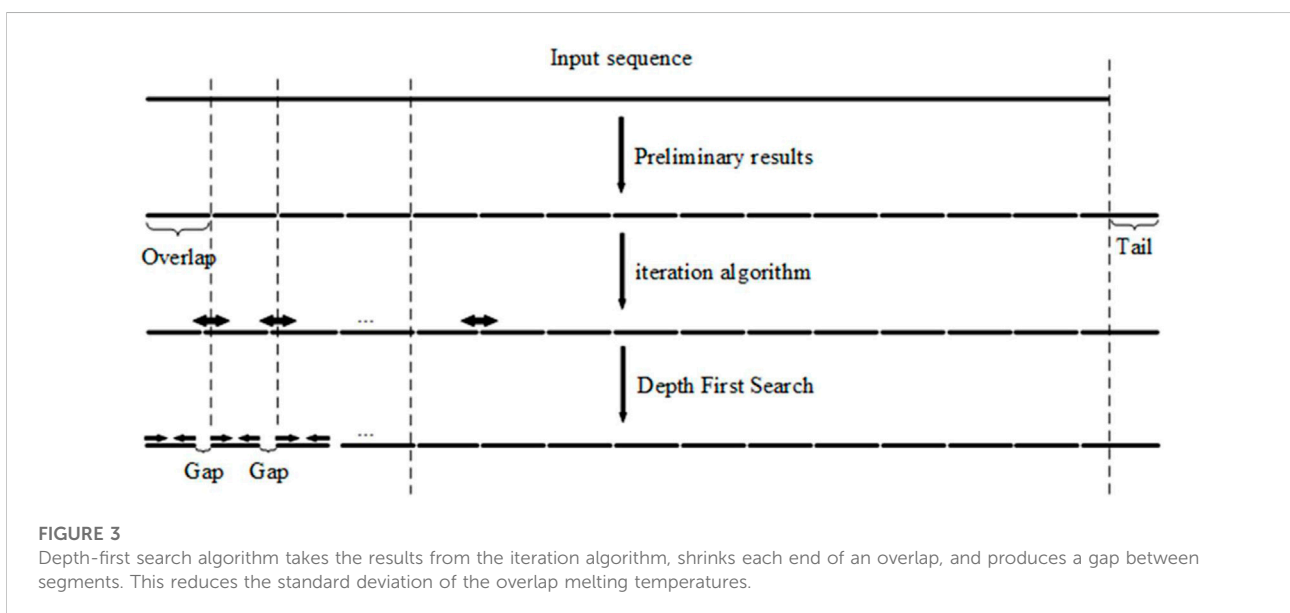 Input sequence
Preliminary results
Overlap
Tail
iteration algorithm
...
Depth First Search
...
Gap Gap
FIGURE 3
Depth-first search algorithm takes the results from the iteration algorithm, shrinks each end of an overlap, and produces a gap between
segments. This reduces the standard deviation of the overlap melting temperatures.